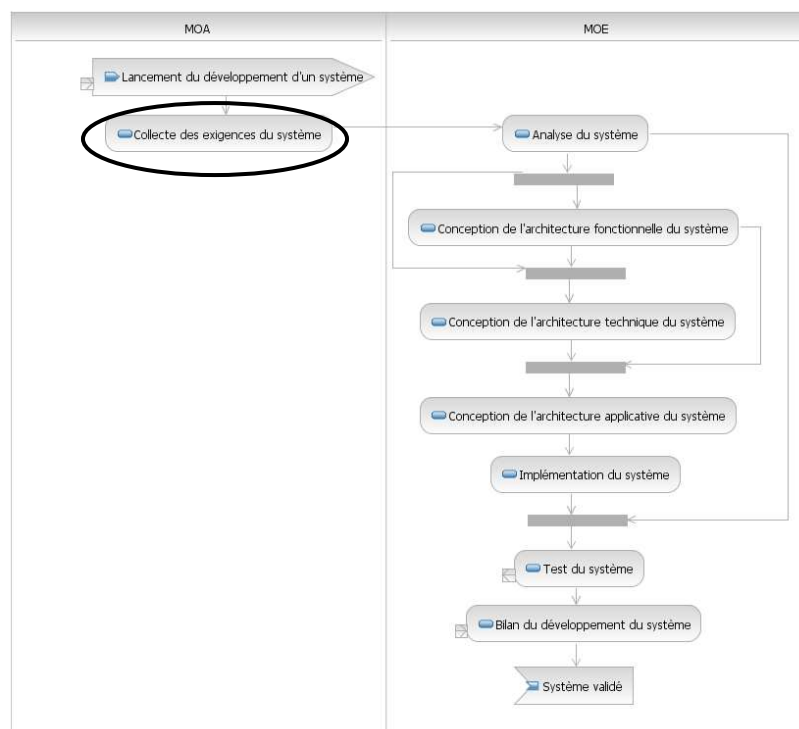 MOA
MOE
Lancement du développement d'un système
Collecte des exigences du système
Analyse du système
Conception de l'architecture fonctionnelle du système
Conception de l'architecture technique du système
Conception de l'architecture applicative du système
Implémentation du système
Test du système
Bilan du développement du système
Système validé